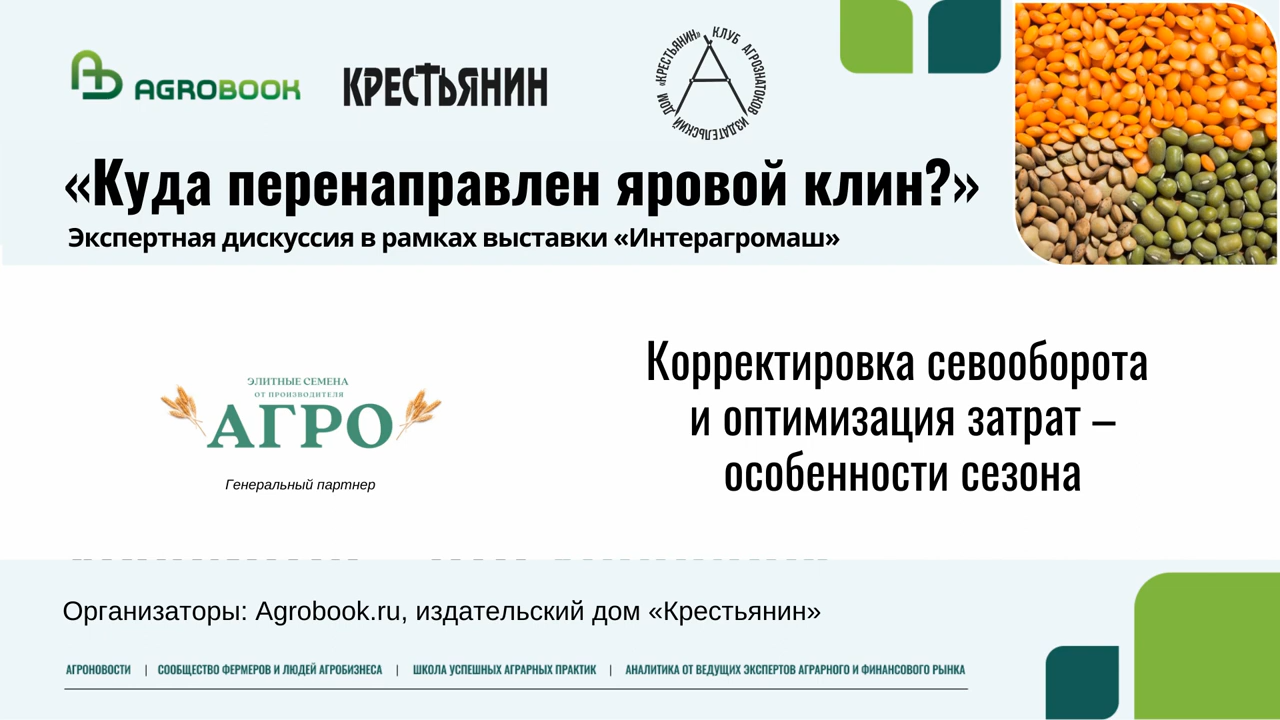 AGROBOOK
КРЕСТЬЯНИН
КЛУБ АГРОЗНАТОКОВ ИЗДАТЕЛЬСКИЙ ДОМ «КРЕСТЬЯНИН»
«Куда перенаправлен яровой клин?»
Экспертная дискуссия в рамках выставки «Интерагромаш»
ЭЛИТНЫЕ СЕМЕНА
ОТ ПРОИЗВОДИТЕЛЯ
АГРО
Генеральный партнер
Корректировка севооборота
и оптимизация затрат –
особенности сезона
Организаторы: Agrobook.ru, издательский дом «Крестьянин»
АГРОНОВОСТИ | СООБЩЕСТВО ФЕРМЕРОВ И ЛЮДЕЙ АГРОБИЗНЕСА | ШКОЛА УСПЕШНЫХ АГРАРНЫХ ПРАКТИК | АНАЛИТИКА ОТ ВЕДУЩИХ ЭКСПЕРТОВ АГРАРНОГО И ФИНАНСОВОГО РЫНКА